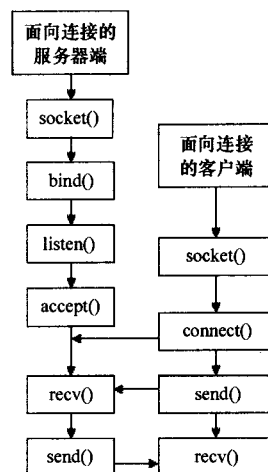 面向连接的
服务器端
socket()
bind()
listen()
accept()
recv()
send()
面向连接
的客户端
socket()
connect()
send()
recv()